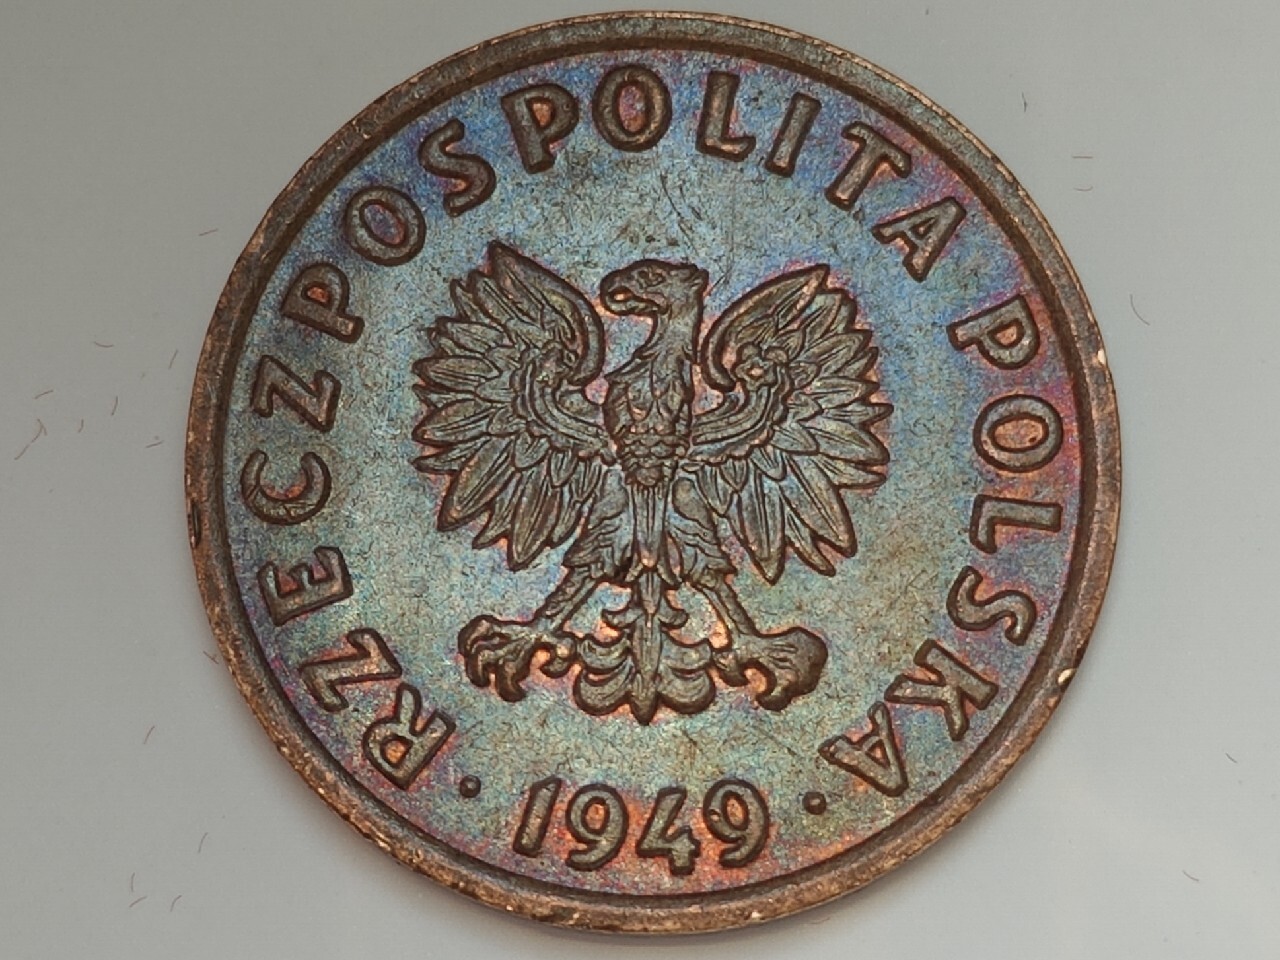 RZECZPOSPOLITA POLSKA
· 1949 ·